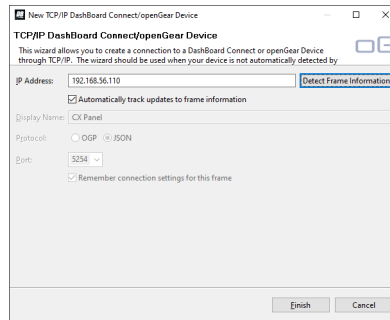 New TCP/IP DashBoard Connect/openGear Device
TCP/IP DashBoard Connect/openGear Device
This wizard allows you to create a connection to a DashBoard Connect or openGear Device
through TCP/IP. The wizard should be used when your device is not automatically detected by
IP Address: 192.168.56.110 Detect Frame Information
Automatically track updates to frame information
Display Name: CX Panel
Protocol: OGP JSON
Port: 5254
Remember connection settings for this frame
Finish Cancel